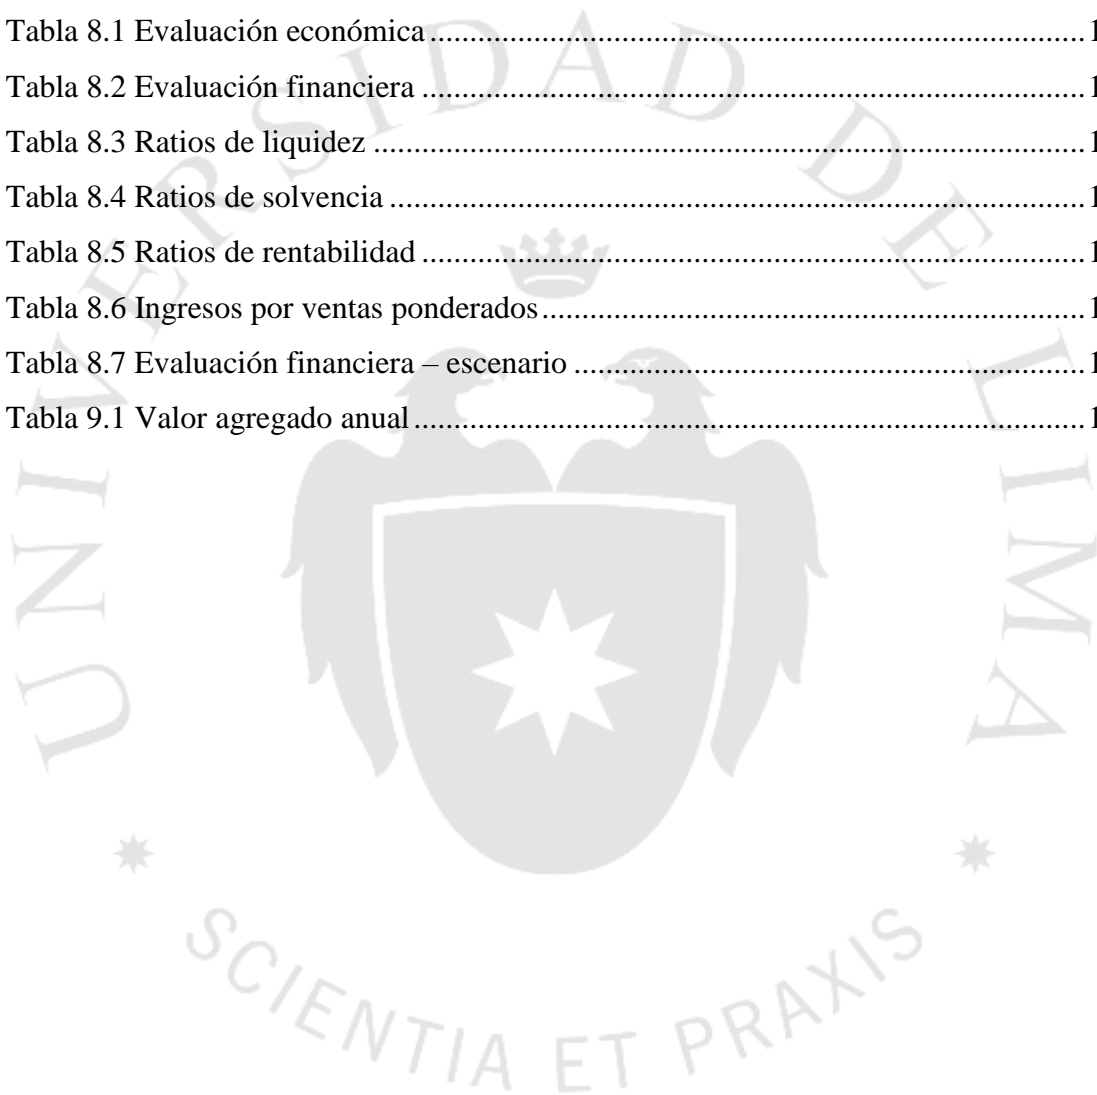 Tabla 8.1 Evaluación económica ........................................................................................ 1
Tabla 8.2 Evaluación financiera ........................................................................................ 1
Tabla 8.3 Ratios de liquidez ........................................................................................ 1
Tabla 8.4 Ratios de solvencia ........................................................................................ 1
Tabla 8.5 Ratios de rentabilidad ........................................................................................ 1
Tabla 8.6 Ingresos por ventas ponderados ........................................................................................ 1
Tabla 8.7 Evaluación financiera – escenario ........................................................................................ 1
Tabla 9.1 Valor agregado anual ........................................................................................ 1
UNIVERSIDAD DE LIMA
SCIENTIA ET PRAXIS